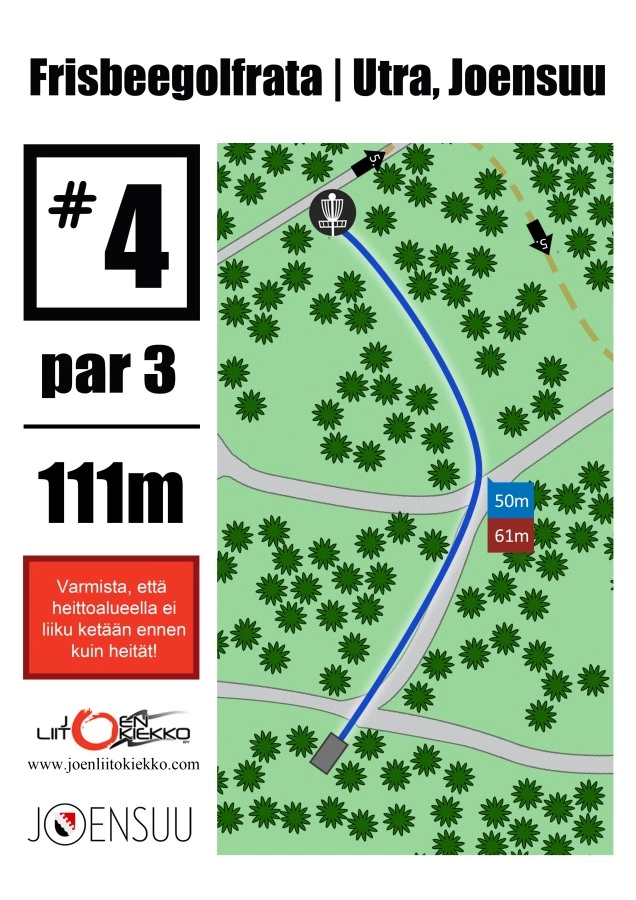 Frisbeegolfrata | Utra, Joensuu
#4
par 3
111m
Varmista, että
heittoalueella ei
liiku ketään ennen
kuin heität!
JOEN
LIITOKIEKKO
RY
www.joenliitokiekko.com
JOENSUU
5.
5.
50m
61m